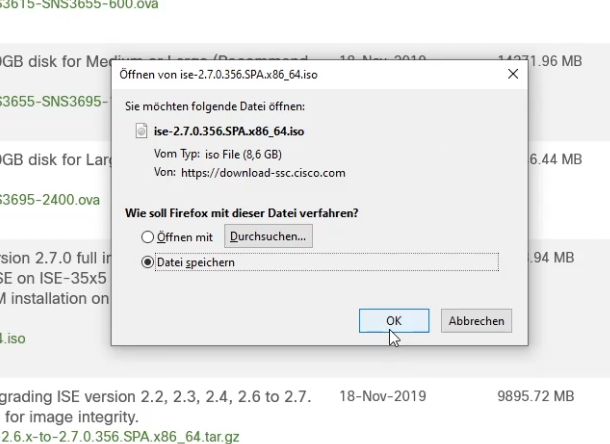 S3615-SNS3655-600.ova
0GB disk for Medium or Large (Recommend
18-Nov-2019
14271.96 MB
Öffnen von ise-2.7.0.356.SPA.x86_64.iso
Sie möchten folgende Datei öffnen:
S3655-SNS3695-
ise-2.7.0.356.SPA.x86_64.iso
Vom Typ: iso File (8,6 GB)
0GB disk for Larg
6.44 MB
Von: https://download-ssc.cisco.com
S3695-2400.ova
Wie soll Firefox mit dieser Datei verfahren?
Öffnen mit
Durchsuchen...
rsion 2.7.0 full in
.94 MB
Datei speichern
SE on ISE-35x5
M installation on
OK
Abbrechen
4.iso
grading ISE version 2.2, 2.3, 2.4, 2.6 to 2.7.
18-Nov-2019
9895.72 MB
for image integrity.
2.6.x-to-2.7.0.356.SPA.x86_64.tar.gz